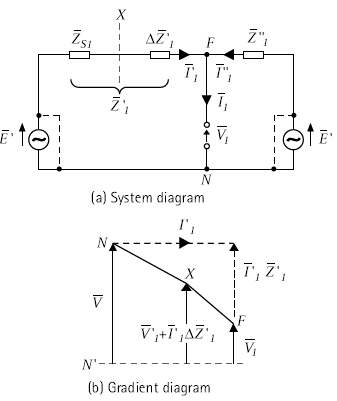 X
Z̄S1 ΔZ̄'1 F Z̄''1
Ī'1 Ī''1
Z̄'1 Ī1
Ē' V̄1 Ē'
N
(a) System diagram
I'1
N
X Ī'1 Z̄'1
V̄
F
V̄'1+Ī'1ΔZ̄'1 V̄1
N'
(b) Gradient diagram